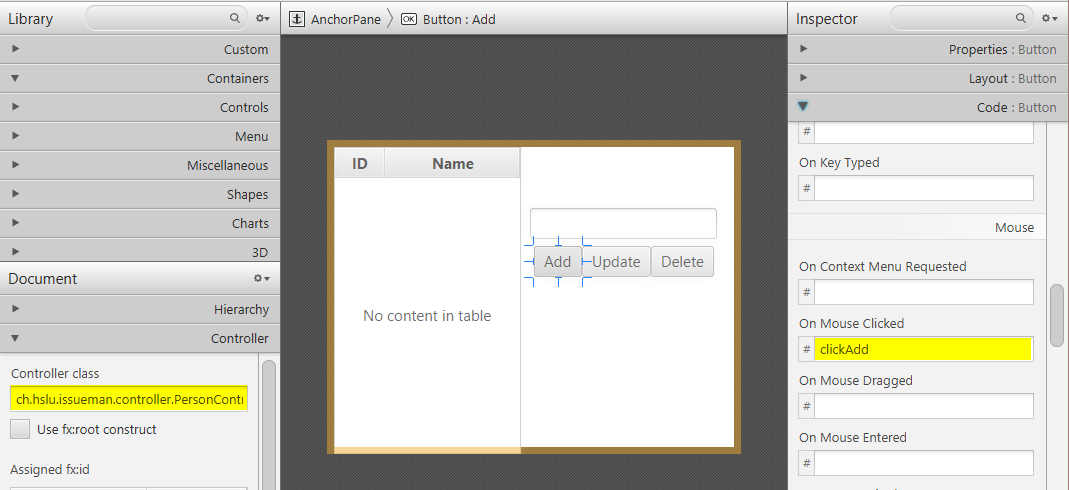 Library
Custom
Containers
Controls
Menu
Miscellaneous
Shapes
Charts
3D
Document
Hierarchy
Controller
Controller class
ch.hslu.issueman.controller.PersonContr
Use fx:root construct
Assigned fx:id
AnchorPane
OK Button : Add
ID Name
No content in table
Add Update Delete
Inspector
Properties : Button
Layout : Button
Code : Button
#
On Key Typed
#
Mouse
On Context Menu Requested
#
On Mouse Clicked
# clickAdd
On Mouse Dragged
#
On Mouse Entered
#